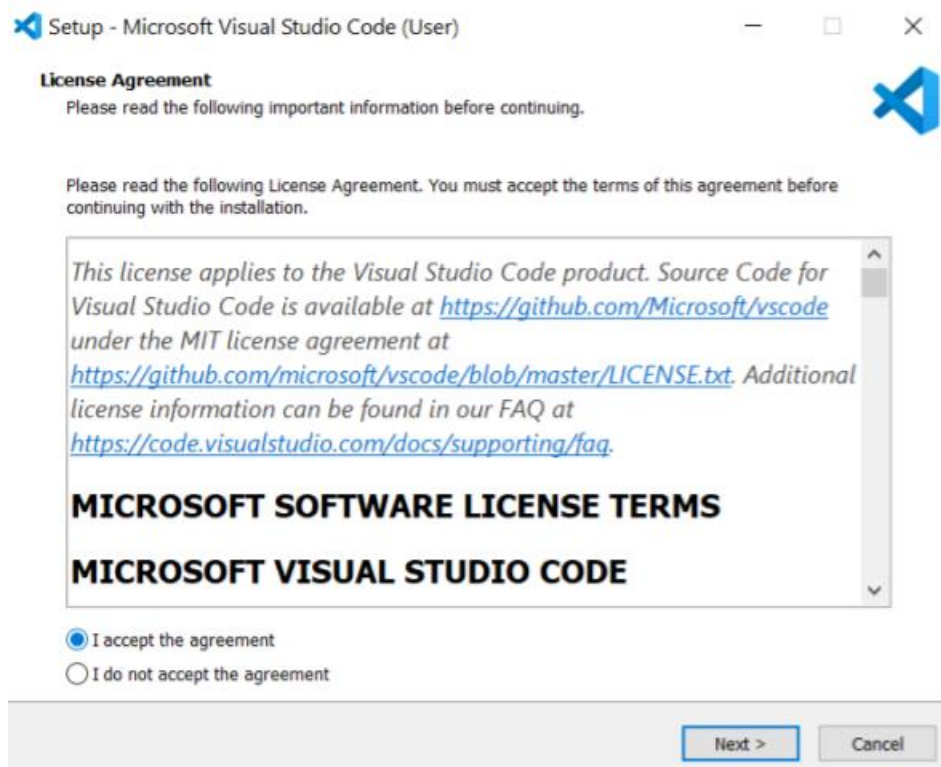 Setup - Microsoft Visual Studio Code (User)
License Agreement
Please read the following important information before continuing.
Please read the following License Agreement. You must accept the terms of this agreement before
continuing with the installation.
This license applies to the Visual Studio Code product. Source Code for
Visual Studio Code is available at https://github.com/Microsoft/vscode
under the MIT license agreement at
https://github.com/microsoft/vscode/blob/master/LICENSE.txt. Additional
license information can be found in our FAQ at
https://code.visualstudio.com/docs/supporting/faq.
MICROSOFT SOFTWARE LICENSE TERMS
MICROSOFT VISUAL STUDIO CODE
I accept the agreement
I do not accept the agreement
Next > Cancel